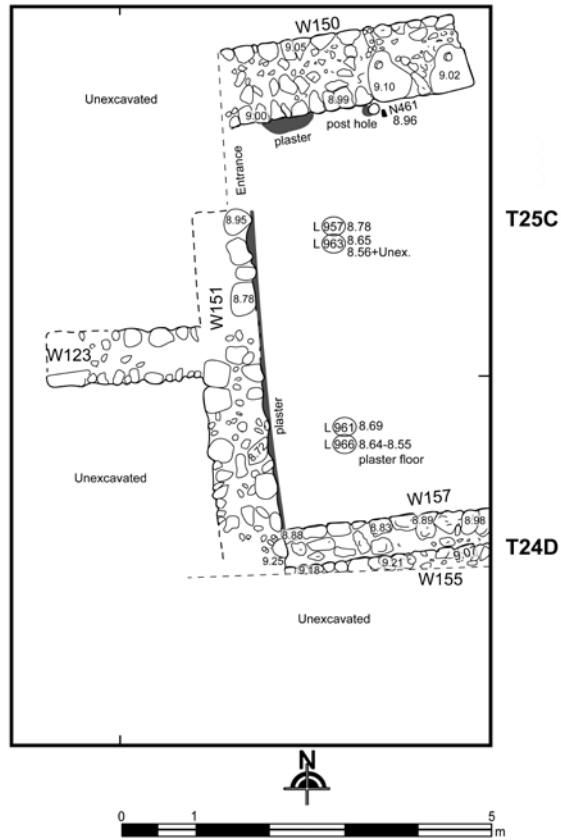 W150
9.05
9.02
9.10
Unexcavated
8.99
9.00
N461
8.96
post hole
plaster
Entrance
T25C
8.95
L 957 8.78
L 963 8.65
8.56+Unex.
8.78
W151
W123
plaster
L 961 8.69
L 966 8.64-8.55
plaster floor
8.72
Unexcavated
W157
8.98
8.89
8.83
8.88
T24D
9.07
9.25
9.21
9.18
W155
Unexcavated
N
0 1 5
m